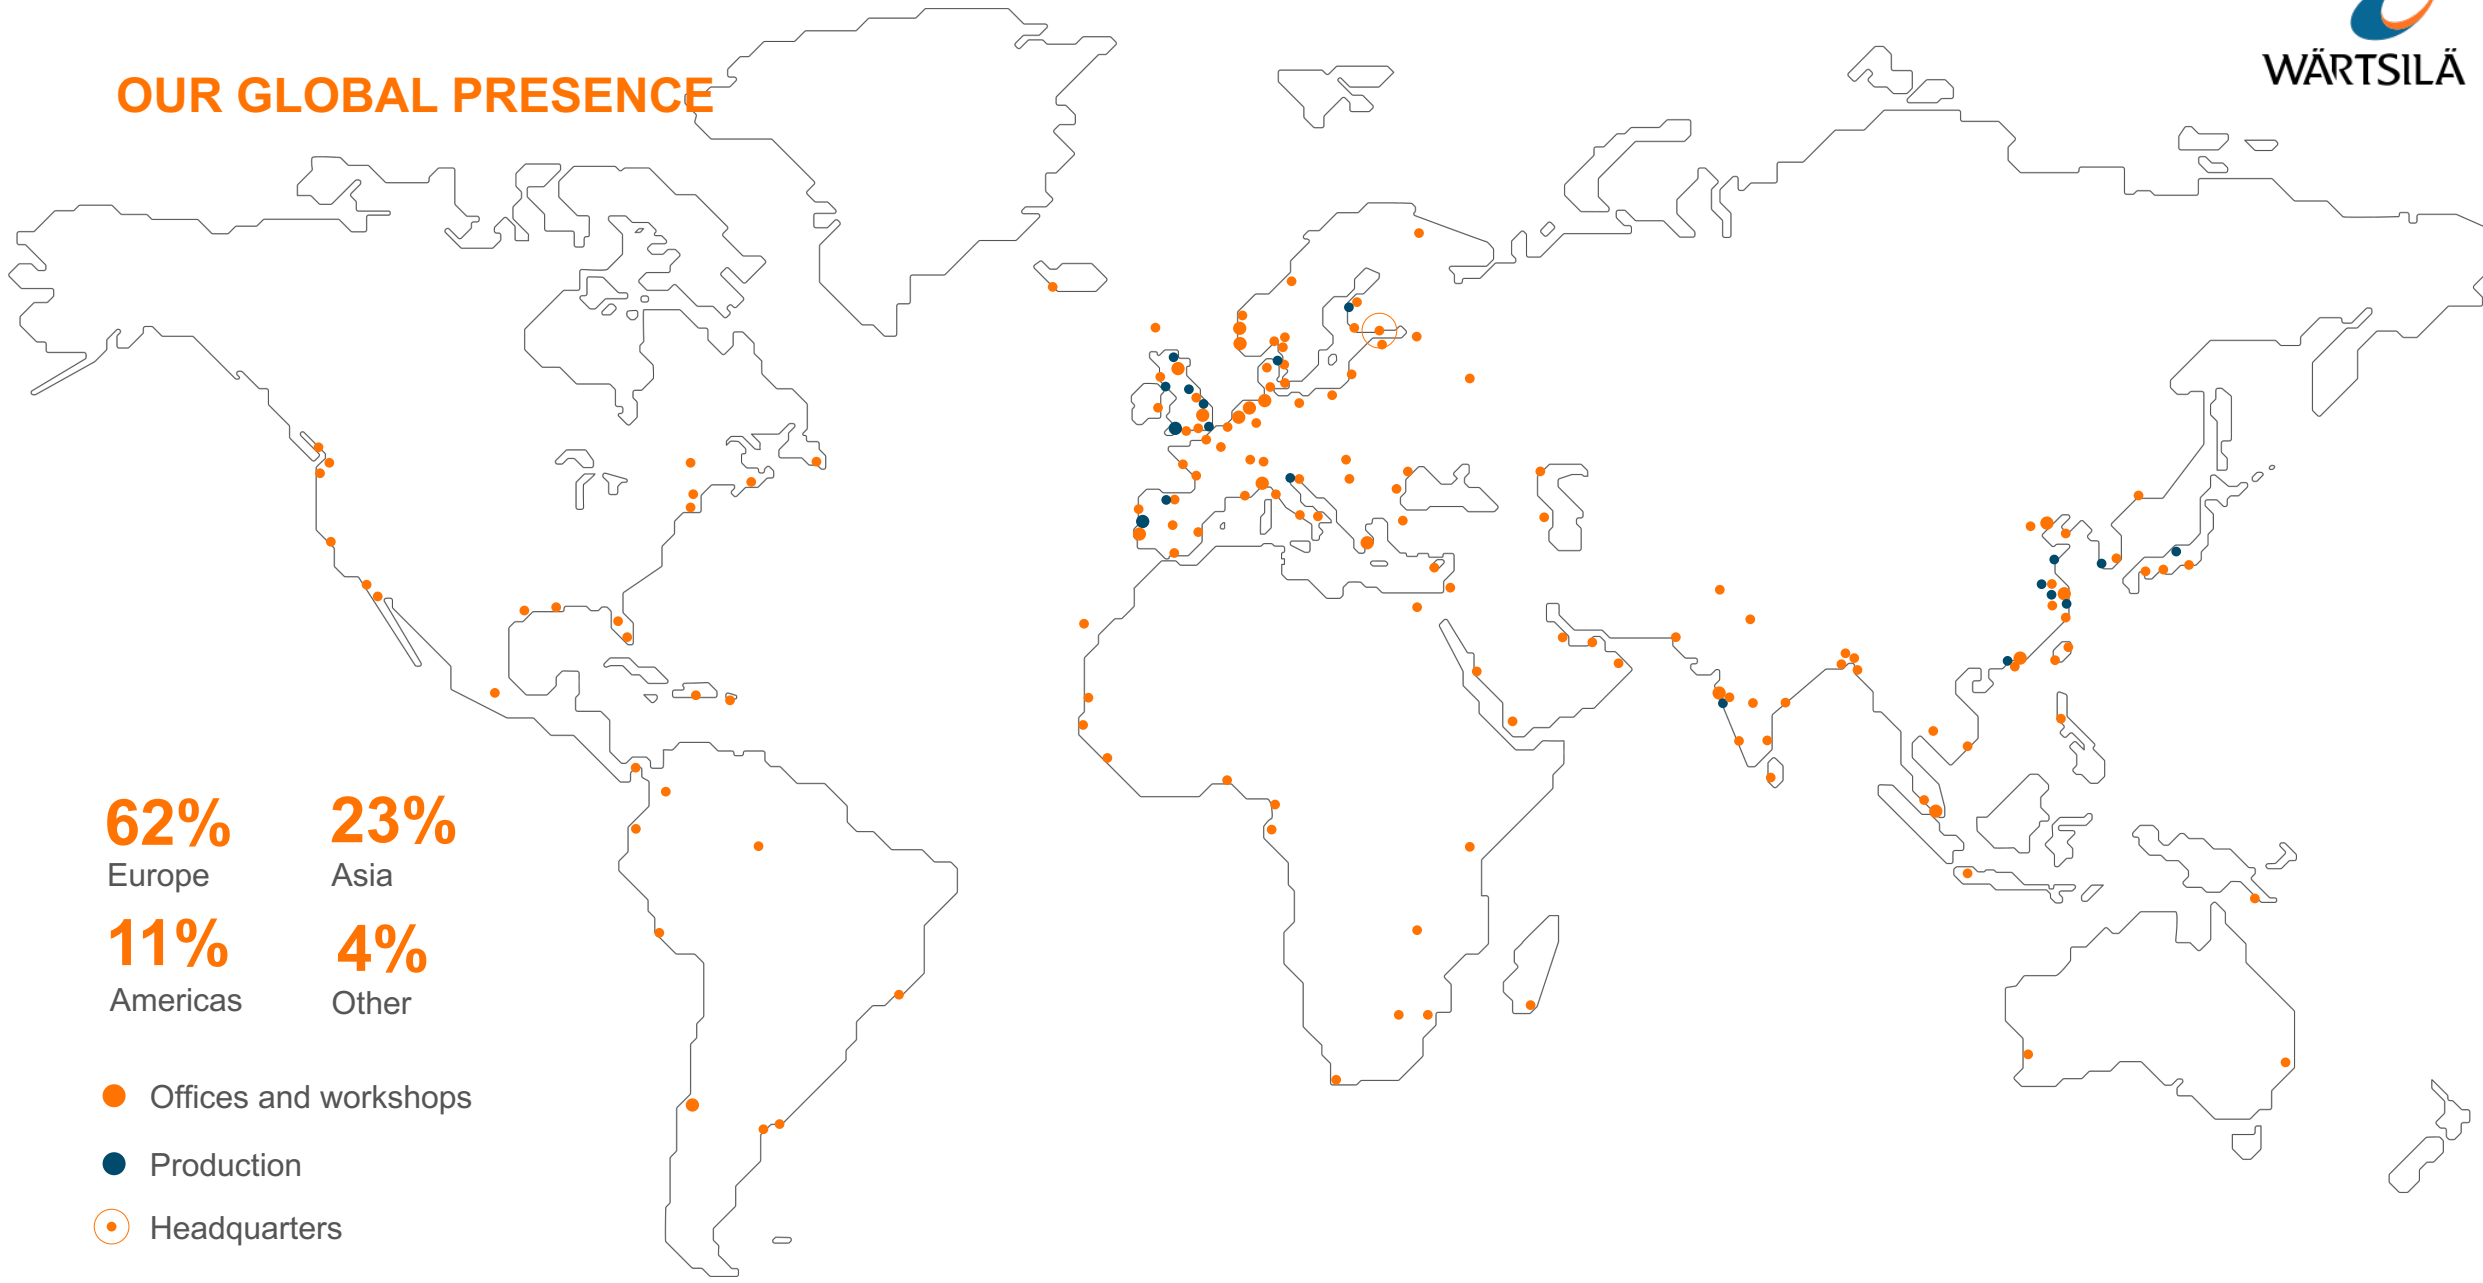 WÄRTSILÄ
OUR GLOBAL PRESENCE
62%
Europe
23%
Asia
11%
Americas
4%
Other
Offices and workshops
Production
Headquarters